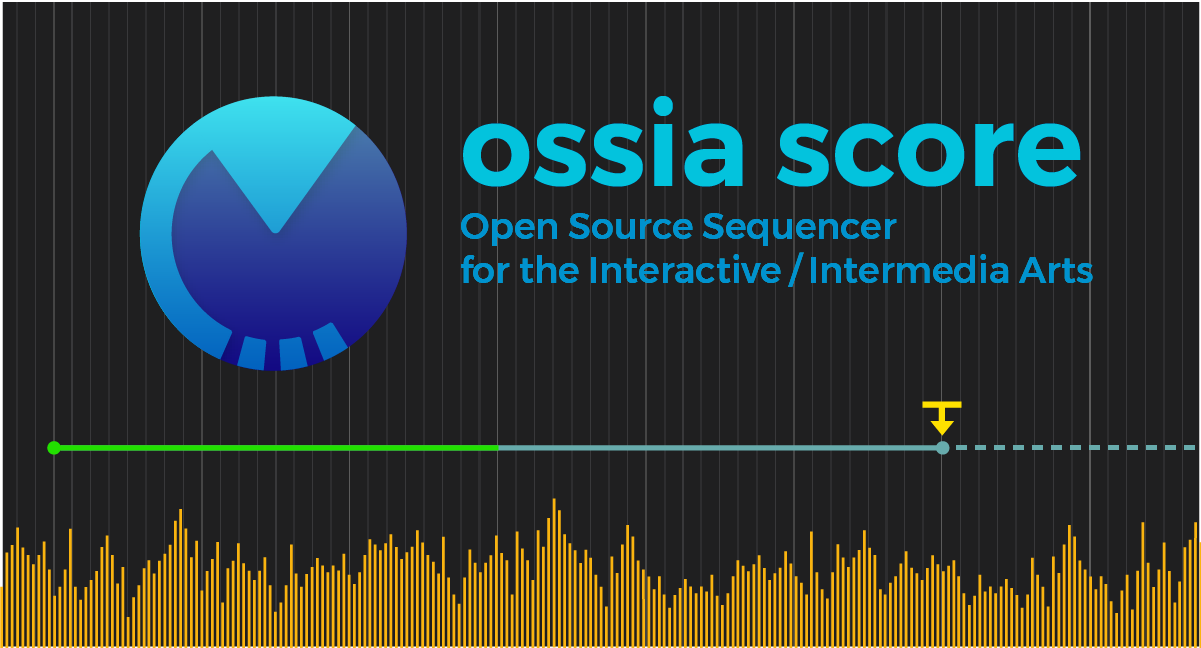 ossia score
Open Source Sequencer
for the Interactive / Intermedia Arts